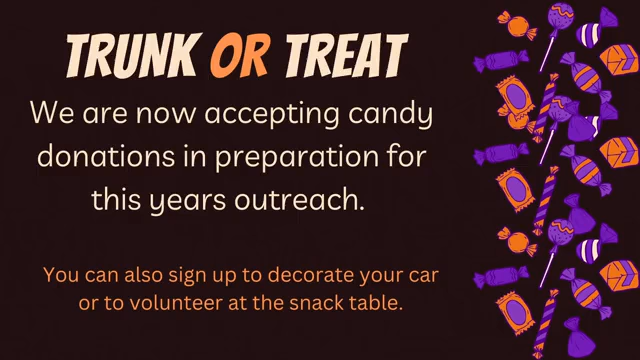 TRUNK OR TREAT
We are now accepting candy
donations in preparation for
this years outreach.
You can also sign up to decorate your car
or to volunteer at the snack table.